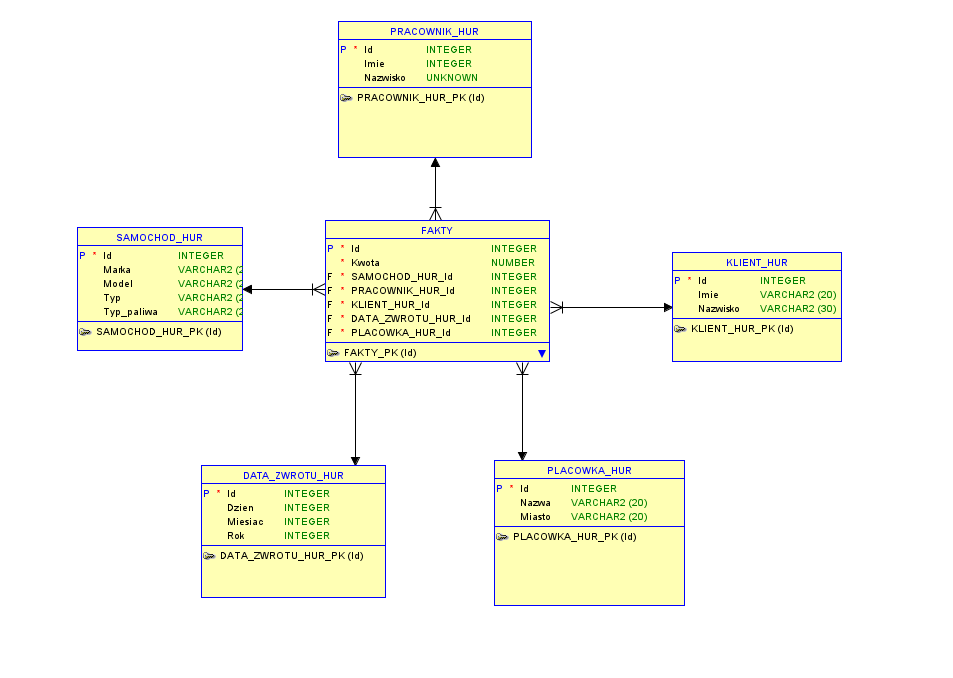 PRACOWNIK_HUR
P * Id INTEGER
Imie INTEGER
Nazwisko UNKNOWN
PRACOWNIK_HUR_PK (Id)
SAMOCHOD_HUR
P * Id INTEGER
Marka VARCHAR2 (2
Model VARCHAR2 (2
Typ VARCHAR2 (2
Typ_paliwa VARCHAR2 (2
SAMOCHOD_HUR_PK (Id)
FAKTY
P * Id INTEGER
* Kwota NUMBER
F * SAMOCHOD_HUR_Id INTEGER
F * PRACOWNIK_HUR_Id INTEGER
F * KLIENT_HUR_Id INTEGER
F * DATA_ZWROTU_HUR_Id INTEGER
F * PLACOWKA_HUR_Id INTEGER
FAKTY_PK (Id)
KLIENT_HUR
P * Id INTEGER
Imie VARCHAR2 (20)
Nazwisko VARCHAR2 (30)
KLIENT_HUR_PK (Id)
DATA_ZWROTU_HUR
P * Id INTEGER
Dzien INTEGER
Miesiac INTEGER
Rok INTEGER
DATA_ZWROTU_HUR_PK (Id)
PLACOWKA_HUR
P * Id INTEGER
Nazwa VARCHAR2 (20)
Miasto VARCHAR2 (20)
PLACOWKA_HUR_PK (Id)